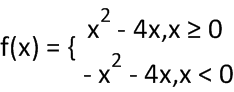 x² - 4x,x ≥ 0
f(x) = {
- x² - 4x,x < 0